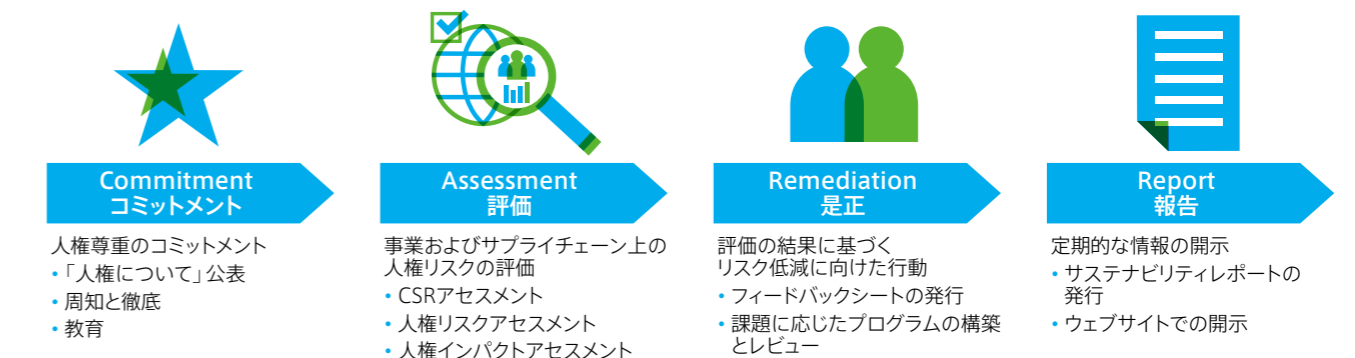 Commitment
コミットメント
人権尊重のコミットメント
•「人権について」公表
• 周知と徹底
• 教育
Assessment
評価
事業およびサプライチェーン上の
人権リスクの評価
• CSRアセスメント
• 人権リスクアセスメント
• 人権インパクトアセスメント
Remediation
是正
評価の結果に基づく
リスク低減に向けた行動
• フィードバックシートの発行
• 課題に応じたプログラムの構築
とレビュー
Report
報告
定期的な情報の開示
• サステナビリティレポートの
発行
• ウェブサイトでの開示